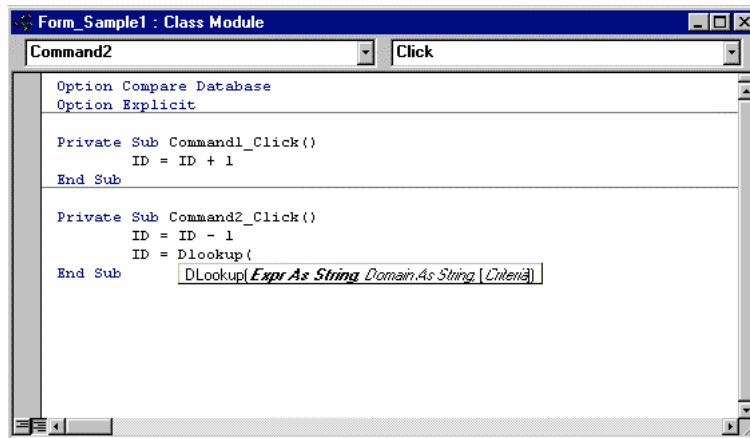 Form_Sample1 : Class Module
Command2 Click
Option Compare Database
Option Explicit
Private Sub Command1_Click()
ID = ID + 1
End Sub
Private Sub Command2_Click()
ID = ID - 1
ID = Dlookup(
End Sub
DLookup(Expr As String, Domain As String, [Criteria])